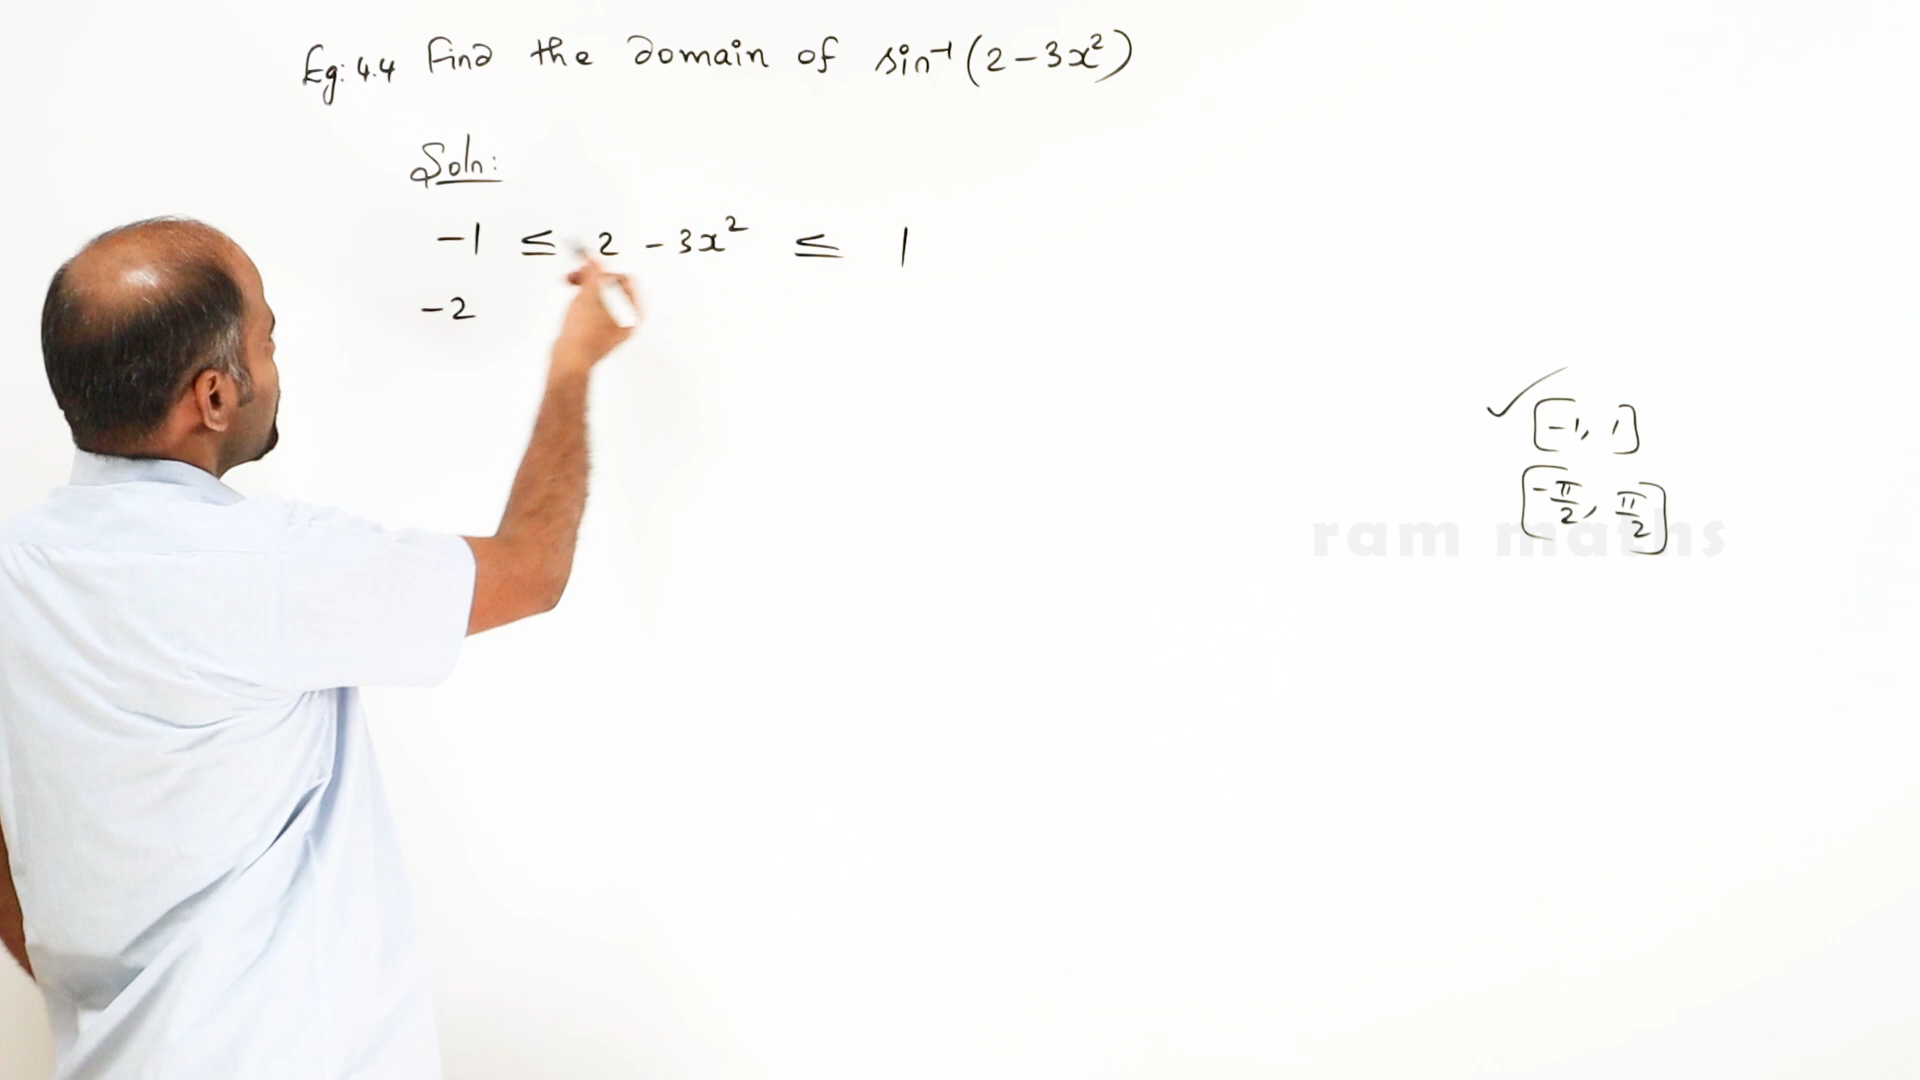 Eg: 4.4 Find the domain of sin⁻¹(2-3x²)
Soln:
-1 ≤ 2 - 3x² ≤ 1
-2
[-1, 1]
[-π/2, π/2]
ram maths